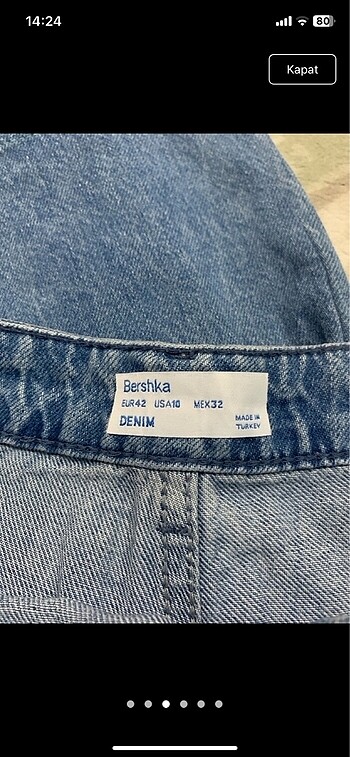 14:24
80
Kapat
Bershka
EUR42 USA10 MEX32
DENIM
MADE IN
TURKEY